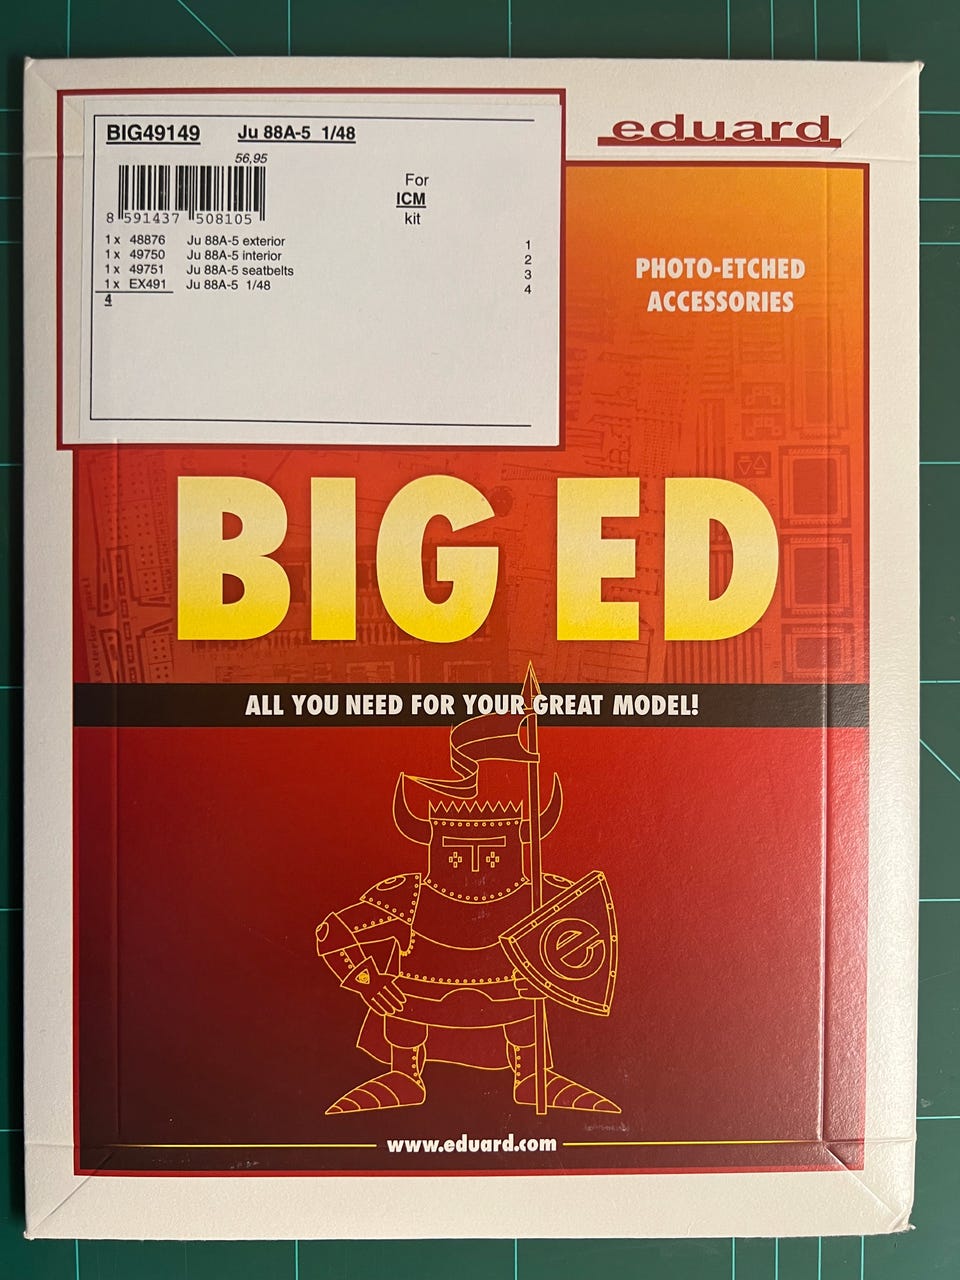 BIG49149 Ju 88A-5 1/48
56,95
For
ICM
kit
8 591437 508105
1 x 48876 Ju 88A-5 exterior 1
1 x 49750 Ju 88A-5 interior 2
1 x 49751 Ju 88A-5 seatbelts 3
1 x EX491 Ju 88A-5 1/48 4
4
eduard
PHOTO-ETCHED
ACCESSORIES
BIG ED
ALL YOU NEED FOR YOUR GREAT MODEL!
e
www.eduard.com